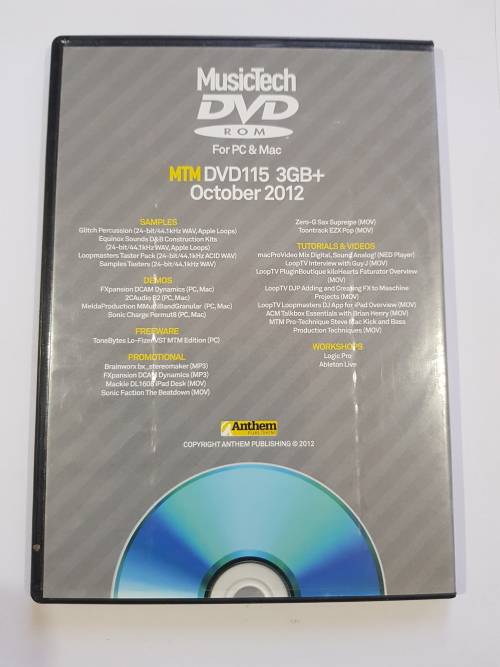 MusicTech
DVD
ROM
For PC & Mac
MTM DVD115 3GB+
October 2012
SAMPLES
Glitch Percussion (24-bit/44.1kHz WAV, Apple Loops)
Equinox Sounds D&B Construction Kits
(24-bit/44.1kHz WAV, Apple Loops)
Loopmasters Taster Pack (24-bit/44.1kHz ACID WAV)
Samples Tasters (24-bit/44.1kHz WAV)
DEMOS
FXpansion DCAM Dynamics (PC, Mac)
2CAudio B2 (PC, Mac)
MeldaProduction MMultiBandGranular (PC, Mac)
Sonic Charge Permut8 (PC, Mac)
FREEWARE
ToneBytes Lo-Fizer VST MTM Edition (PC)
PROMOTIONAL
Brainworx bx_stereomaker (MP3)
FXpansion DCAM Dynamics (MP3)
Mackie DL1608 iPad Desk (MOV)
Sonic Faction The Beatdown (MOV)
Zero-G Sax Supreme (MOV)
Toontrack EZX Pop (MOV)
TUTORIALS & VIDEOS
macProVideo Mix Digital, Sound Analog! (NED Player)
LoopTV Interview with Guy J (MOV)
LoopTV PluginBoutique kiloHearts Faturator Overview
(MOV)
LoopTV DJP Adding and Creating FX to Maschine
Projects (MOV)
LoopTV Loopmasters DJ App for iPad Overview (MOV)
ACM Talkbox Essentials with Brian Henry (MOV)
MTM Pro-Technique Steve Mac Kick and Bass
Production Techniques (MOV)
WORKSHOPS
Logic Pro
Ableton Live
Anthem
PUBLISHING
COPYRIGHT ANTHEM PUBLISHING © 2012